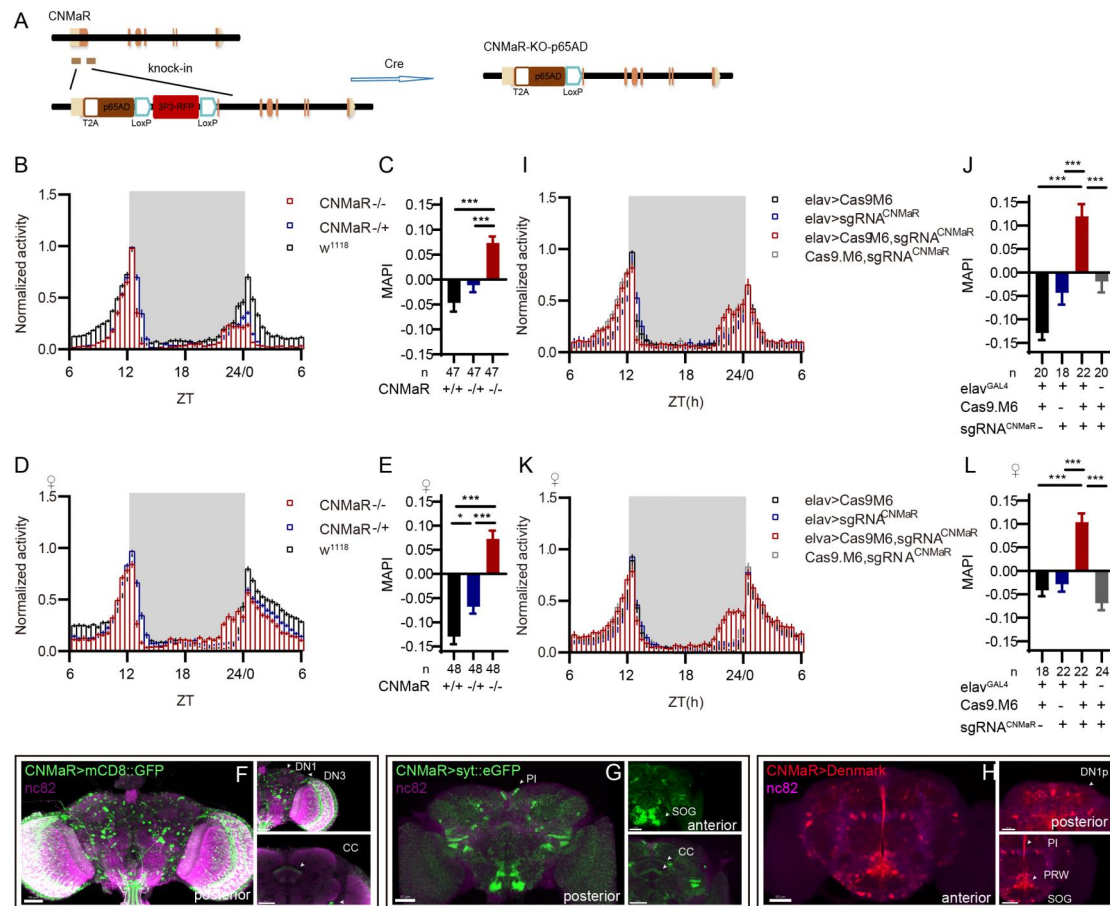 A
CNMaR
knock-in
p65AD
3P3-RFP
T2A
LoxP
LoxP
Cre
CNMaR-KO-p65AD
p65AD
T2A
LoxP
B
Normalized activity
1.5
1.0
0.5
0.0
6
12
18
24/0
6
ZT
CNMaR-/-
CNMaR-/+
w1118
C
MAPI
0.15
0.10
0.05
0.00
-0.05
-0.10
-0.15
***
***
n
47
47
47
CNMaR
+/+
-/+
-/-
I
Normalized activity
1.5
1.0
0.5
0.0
6
12
18
24/0
6
ZT(h)
elav>Cas9M6
elav>sgRNACNMaR
elav>Cas9M6,sgRNACNMaR
Cas9.M6,sgRNACNMaR
J
MAPI
0.15
0.10
0.05
0.00
-0.05
-0.10
-0.15
***
***
***
n
20 18 22 20
elavGAL4 + + + -
Cas9.M6 + - + +
sgRNACNMaR - + + +
D
♀
Normalized activity
1.5
1.0
0.5
0.0
6
12
18
24/0
6
ZT
CNMaR-/-
CNMaR-/+
w1118
E
♀
MAPI
0.15
0.10
0.05
0.00
-0.05
-0.10
-0.15
***
* ***
n
48
48
48
CNMaR
+/+
-/+
-/-
K
♀
Normalized activity
1.5
1.0
0.5
0.0
6
12
18
24/0
6
ZT(h)
elav>Cas9M6
elav>sgRNACNMaR
elva>Cas9M6,sgRNACNMaR
Cas9.M6,sgRNACNMaR
L
♀
MAPI
0.15
0.10
0.05
0.00
-0.05
-0.10
-0.15
***
*** ***
n
18 22 22 24
elavGAL4 + + + -
Cas9.M6 + - + +
sgRNACNMaR - + + +
CNMaR>mCD8::GFP
nc82
F
posterior
DN1
DN3
CC
CNMaR>syt::eGFP
nc82
G
PI
posterior
SOG
anterior
CC
CNMaR>Denmark
nc82
H
anterior
DN1p
posterior
PI
PRW
SOG